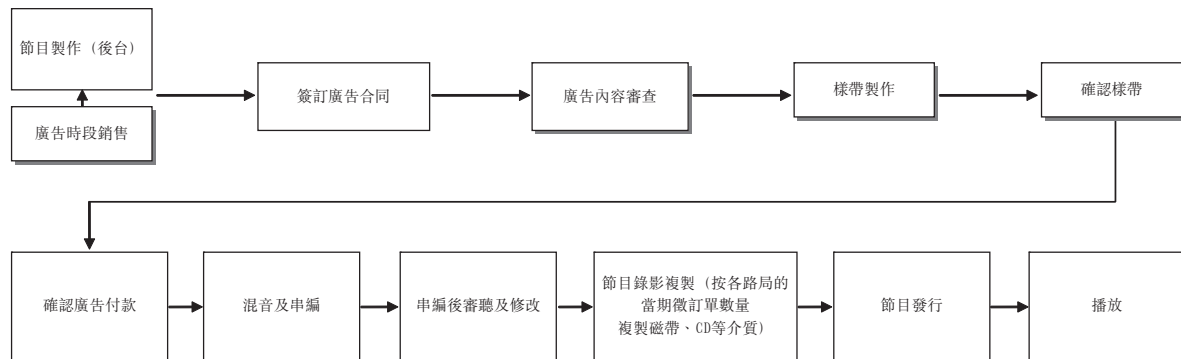 節目製作（後台）
廣告時段銷售
簽訂廣告合同
廣告內容審查
樣帶製作
確認樣帶
確認廣告付款
混音及串編
串編後審聽及修改
節目錄影複製（按各路局的
當期徵訂單數量
複製磁帶、CD等介質）
節目發行
播放